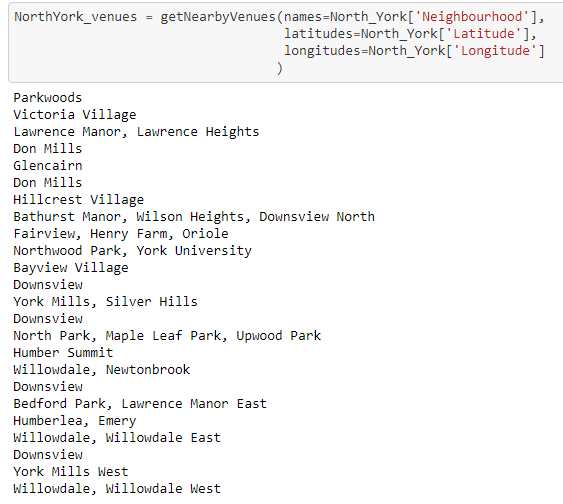 NorthYork_venues = getNearbyVenues(names=North_York['Neighbourhood'],
latitudes=North_York['Latitude'],
longitudes=North_York['Longitude']
)
Parkwoods
Victoria Village
Lawrence Manor, Lawrence Heights
Don Mills
Glencairn
Don Mills
Hillcrest Village
Bathurst Manor, Wilson Heights, Downsview North
Fairview, Henry Farm, Oriole
Northwood Park, York University
Bayview Village
Downsview
York Mills, Silver Hills
Downsview
North Park, Maple Leaf Park, Upwood Park
Humber Summit
Willowdale, Newtonbrook
Downsview
Bedford Park, Lawrence Manor East
Humberlea, Emery
Willowdale, Willowdale East
Downsview
York Mills West
Willowdale, Willowdale West